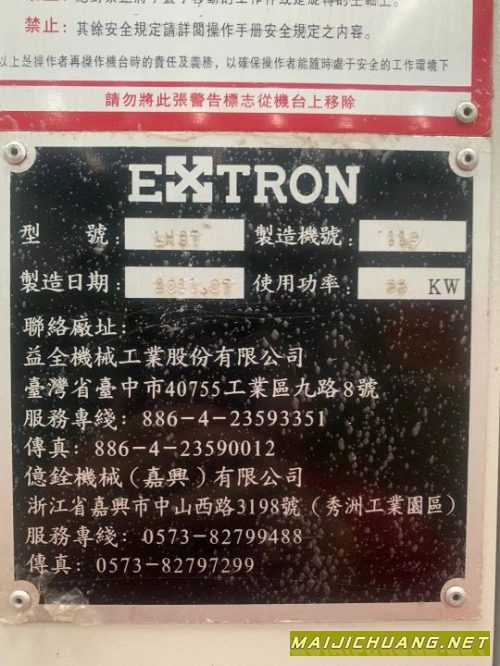 禁止：其餘安全規定請詳閱操作手册安全規定之内容。
以上是操作者再操作機台時的責任及義務，以確保操作者能隨時處于安全的工作環境下
請勿將此張警告標志從機台上移除
EXTRON
型 號： L137 製造機號： 119
製造日期： 2011.07 使用功率： 33 KW
聯絡廠址：
益全機械工業股份有限公司
臺灣省臺中市40755工業區九路8號
服務專綫：886-4-23593351
傳真：886-4-23590012
億銓機械（嘉興）有限公司
浙江省嘉興市中山西路3198號（秀洲工業園區）
服務專綫：0573-82799488
傳真：0573-82797299
MAIJICHUANG.NET